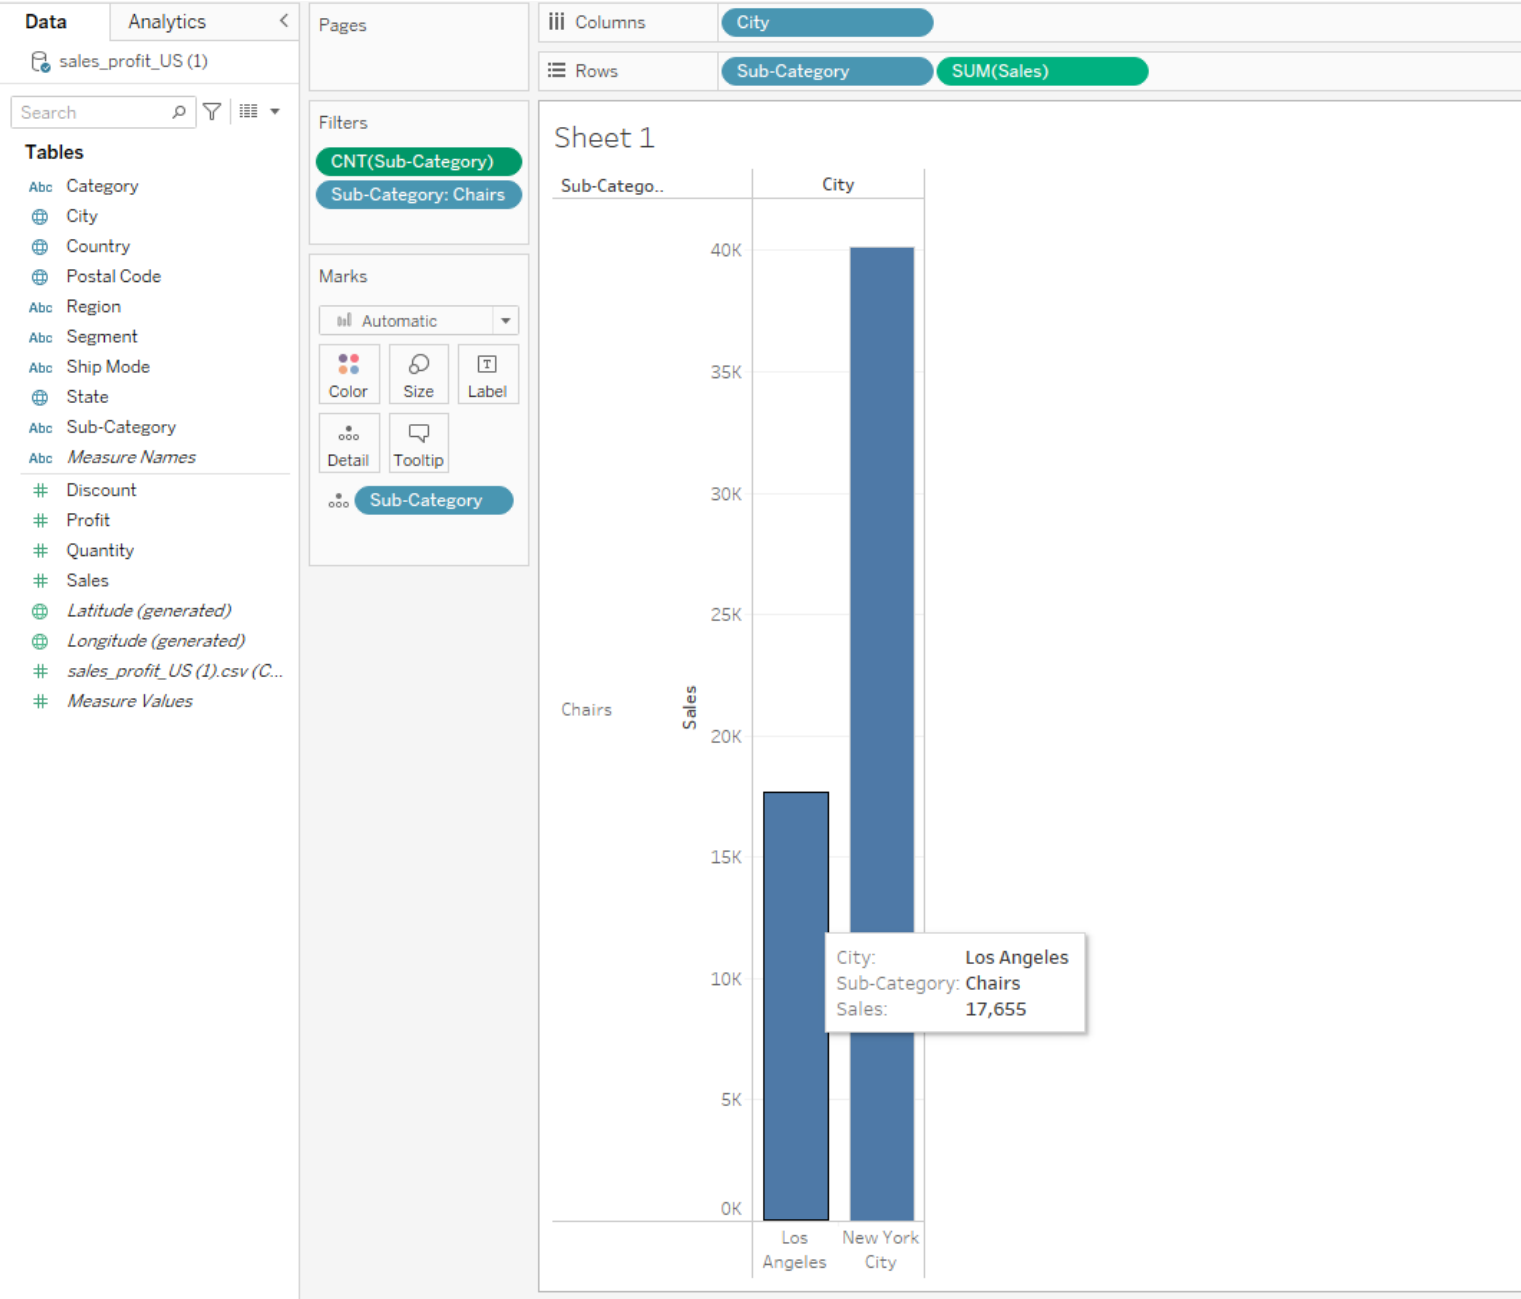 Data
Analytics
sales_profit_US (1)
Search
Tables
Abc Category
City
Country
Postal Code
Abc Region
Abc Segment
Abc Ship Mode
State
Abc Sub-Category
Abc Measure Names
# Discount
# Profit
# Quantity
# Sales
Latitude (generated)
Longitude (generated)
# sales_profit_US (1).csv (C...
# Measure Values
Pages
Filters
CNT(Sub-Category)
Sub-Category: Chairs
Marks
Automatic
Color Size Label
Detail Tooltip
Sub-Category
Columns City
Rows Sub-Category SUM(Sales)
Sheet 1
Sub-Catego.. City
40K
35K
30K
25K
Chairs
Sales
20K
15K
10K
5K
0K
City: Los Angeles
Sub-Category: Chairs
Sales: 17,655
Los Angeles
New York City